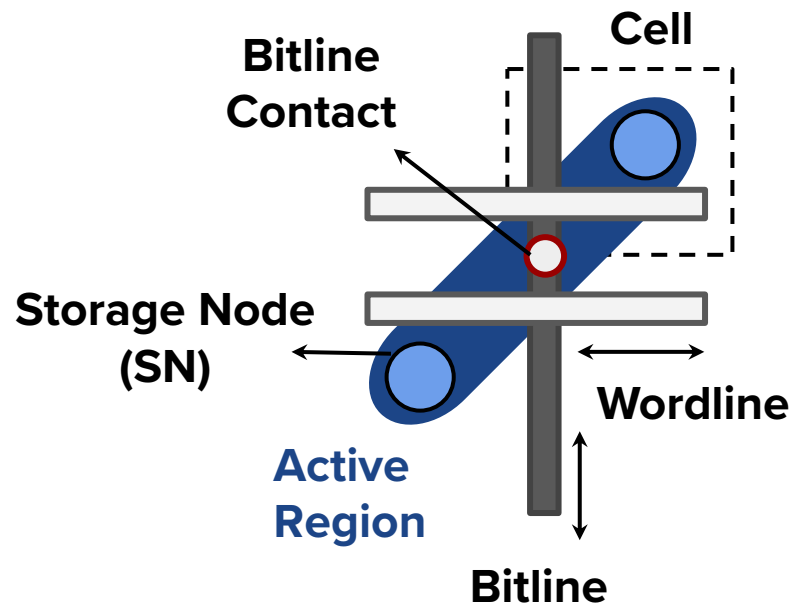 Cell
Bitline
Contact
Storage Node
(SN)
Wordline
Active
Region
Bitline